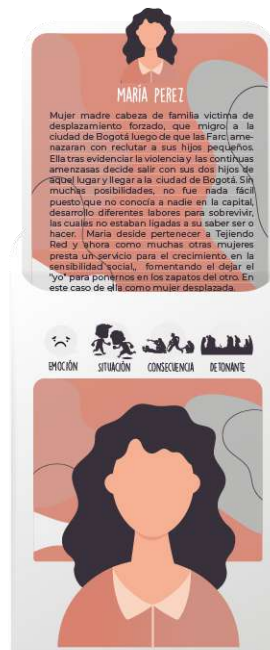 MARÍA PEREZ
Mujer madre cabeza de familia victima de
desplazamiento forzado, que migro a la
ciudad de Bogotá luego de que las Farc ame-
nazaran con reclutar a sus hijos pequeños.
Ella tras evidenciar la violencia y las continuas
amenzasas decide salir con sus dos hijos de
aquel lugar y llegar a la ciudad de Bogotá. Sin
muchas posibilidades, no fue nada fácil
puesto que no conocía a nadie en la capital,
desarrollo diferentes labores para sobrevivir,
las cuales no estaban ligadas a su saber ser o
hacer. Maria deside pertenecer a Tejiendo
Red y ahora como muchas otras mujeres
presta un servicio para el crecimiento en la
sensibilidad social,, fomentando el dejar el
"yo" para ponernos en los zapatos del otro. En
este caso de ella como mujer desplazada.
EMOCIÓN SITUACIÓN CONSECUENCIA DETONANTE